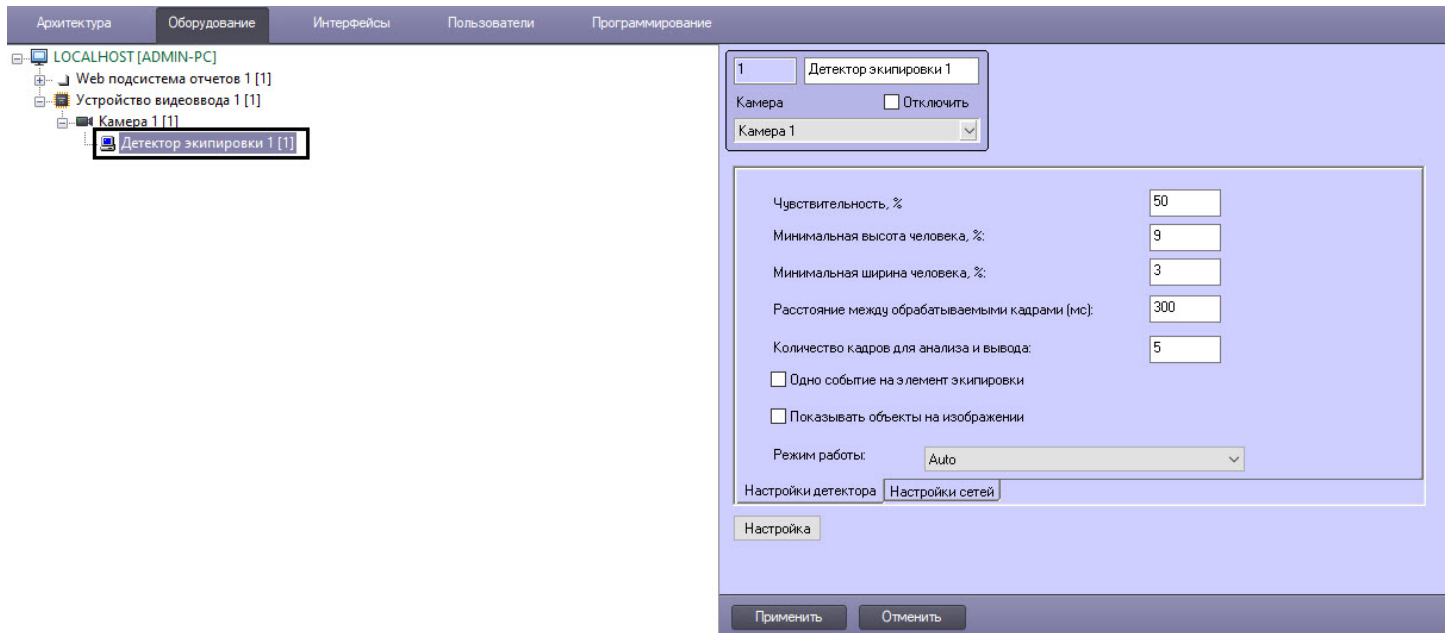 Архитектура Оборудование Интерфейсы Пользователи Программирование
LOCALHOST [ADMIN-PC]
Web подсистема отчетов 1 [1]
Устройство видеоввода 1 [1]
Камера 1 [1]
Детектор экипировки 1 [1]
1 Детектор экипировки 1
Камера Отключить
Камера 1
Чувствительность, % 50
Минимальная высота человека, %: 9
Минимальная ширина человека, %: 3
Расстояние между обрабатываемыми кадрами (мс): 300
Количество кадров для анализа и вывода: 5
Одно событие на элемент экипировки
Показывать объекты на изображении
Режим работы: Auto
Настройки детектора Настройки сетей
Настройка
Применить Отменить